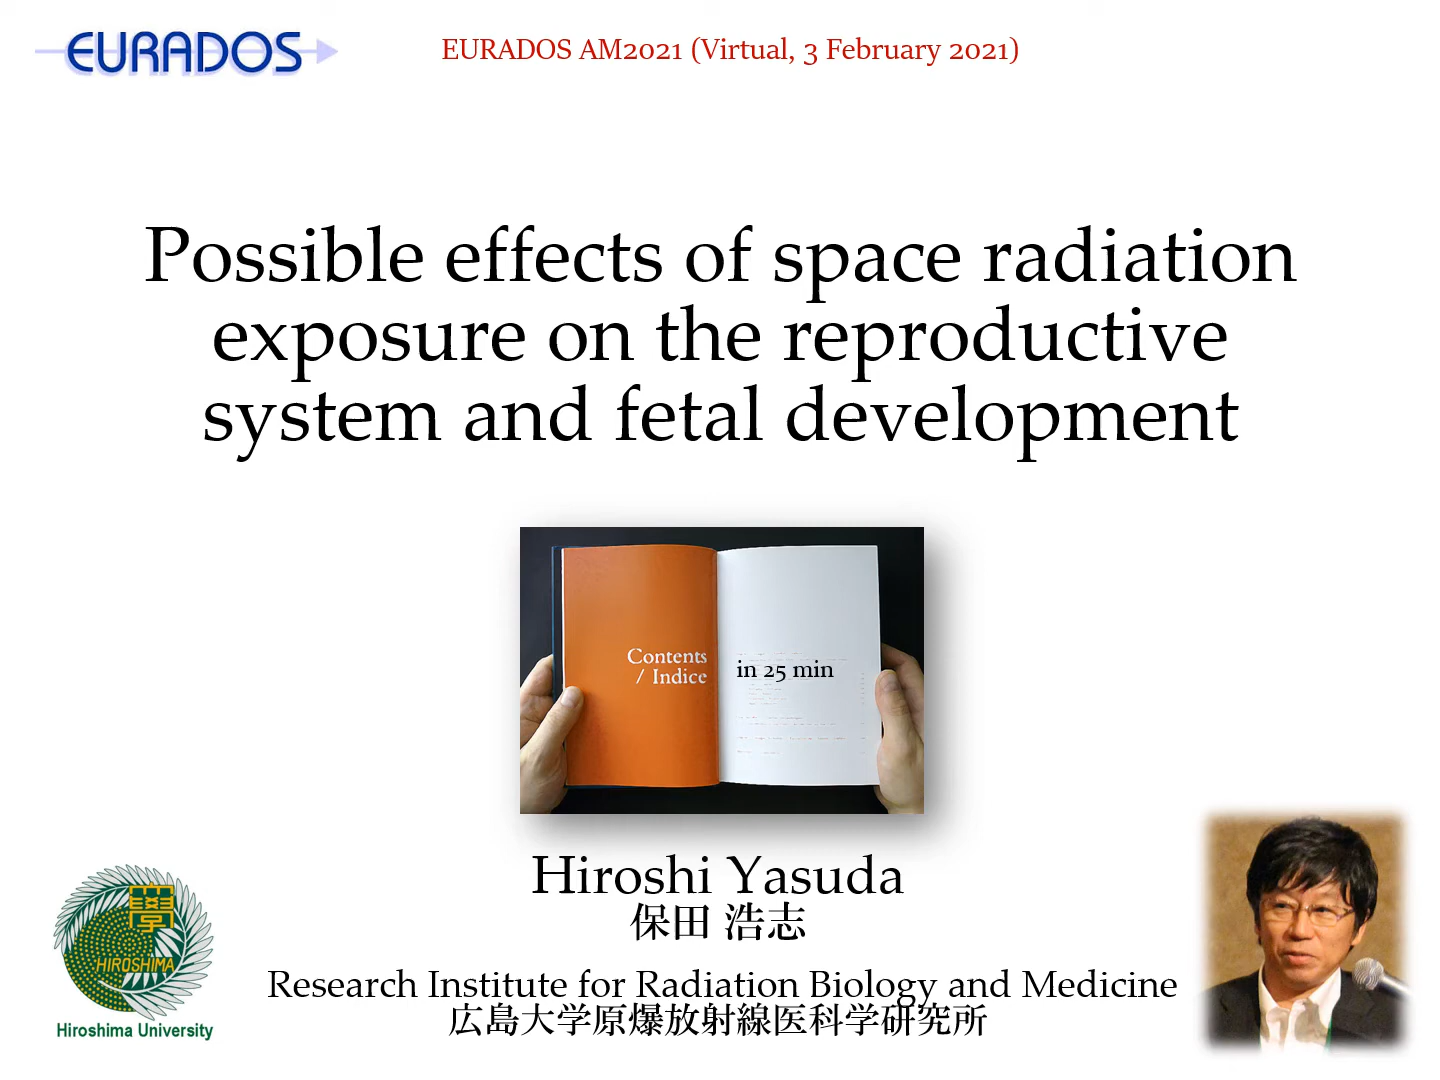 EURADOS
EURADOS AM2021 (Virtual, 3 February 2021)
Possible effects of space radiation
exposure on the reproductive
system and fetal development
Contents
/ Indice
in 25 min
Hiroshi Yasuda
保田 浩志
Research Institute for Radiation Biology and Medicine
広島大学原爆放射線医科学研究所
學
HIROSHIMA
Hiroshima University